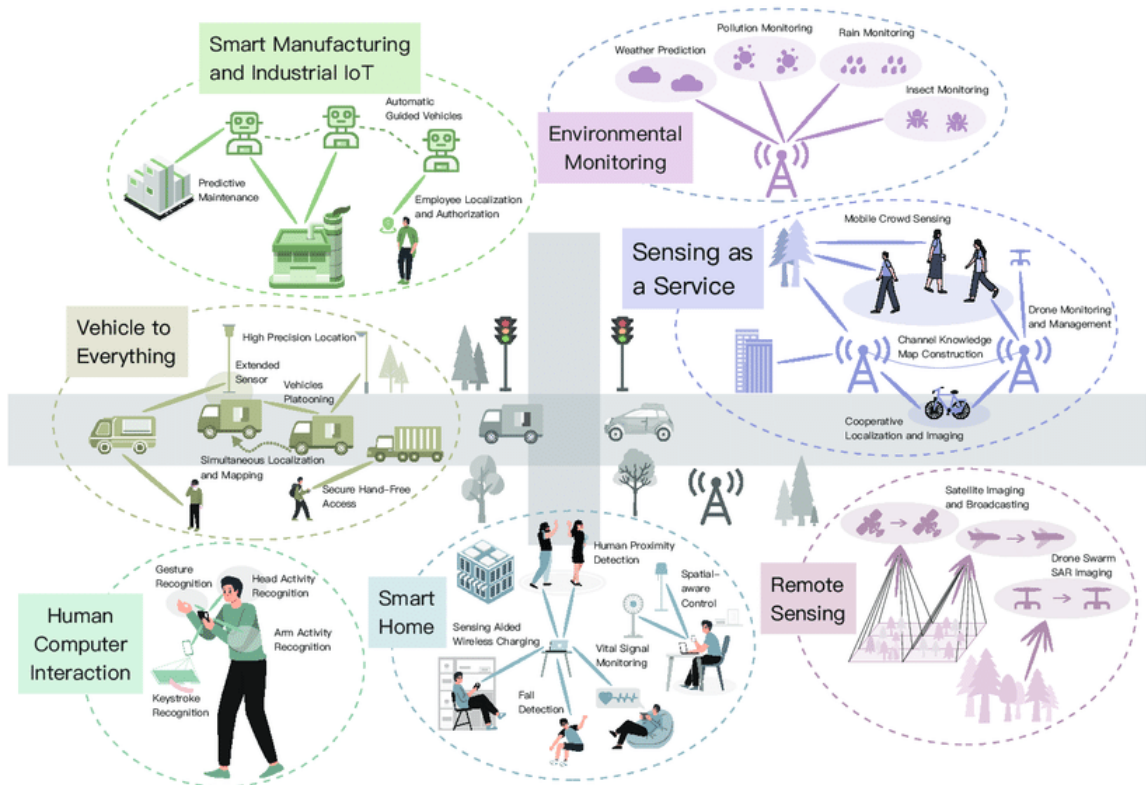 Smart Manufacturing
and Industrial IoT
Automatic
Guided Vehicles
Predictive
Maintenance
Employee Localization
and Authorization
Environmental
Monitoring
Weather Prediction
Pollution Monitoring
Rain Monitoring
Insect Monitoring
Sensing as
a Service
Mobile Crowd Sensing
Drone Monitoring
and Management
Channel Knowledge
Map Construction
Cooperative
Localization and Imaging
Vehicle to
Everything
High Precision Location
Extended
Sensor
Vehicles
Platooning
Simultaneous Localization
and Mapping
Secure Hand-Free
Access
Human
Computer
Interaction
Gesture
Recognition
Head Activity
Recognition
Arm Activity
Recognition
Keystroke
Recognition
Smart
Home
Human Proximity
Detection
Spatial-
aware
Control
Sensing Aided
Wireless Charging
Vital Signal
Monitoring
Fall
Detection
Remote
Sensing
Satellite Imaging
and Broadcasting
Drone Swarm
SAR Imaging